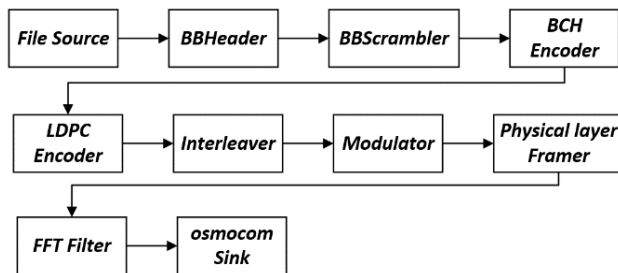 File Source
BBHeader
BBScrambler
BCH
Encoder
LDPC
Encoder
Interleaver
Modulator
Physical layer
Framer
FFT Filter
osmocom
Sink